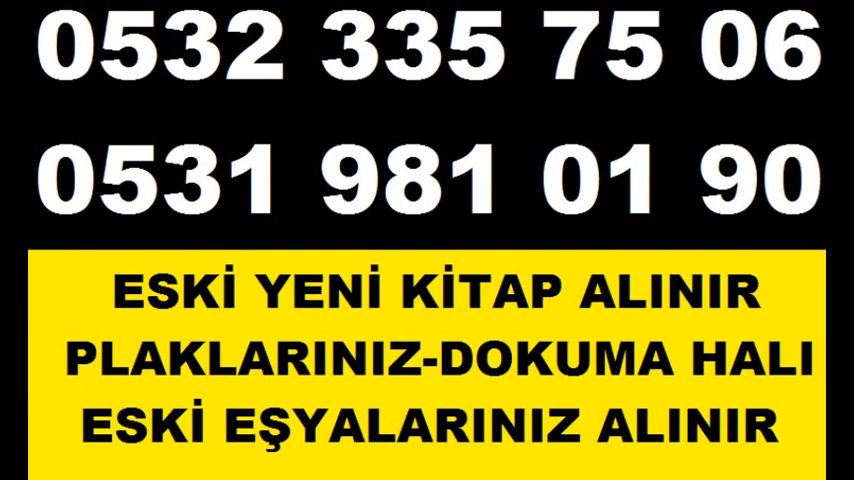 0532 335 75 06
0531 981 01 90
ESKİ YENİ KİTAP ALINIR
PLAKLARINIZ-DOKUMA HALI
ESKİ EŞYALARINIZ ALINIR